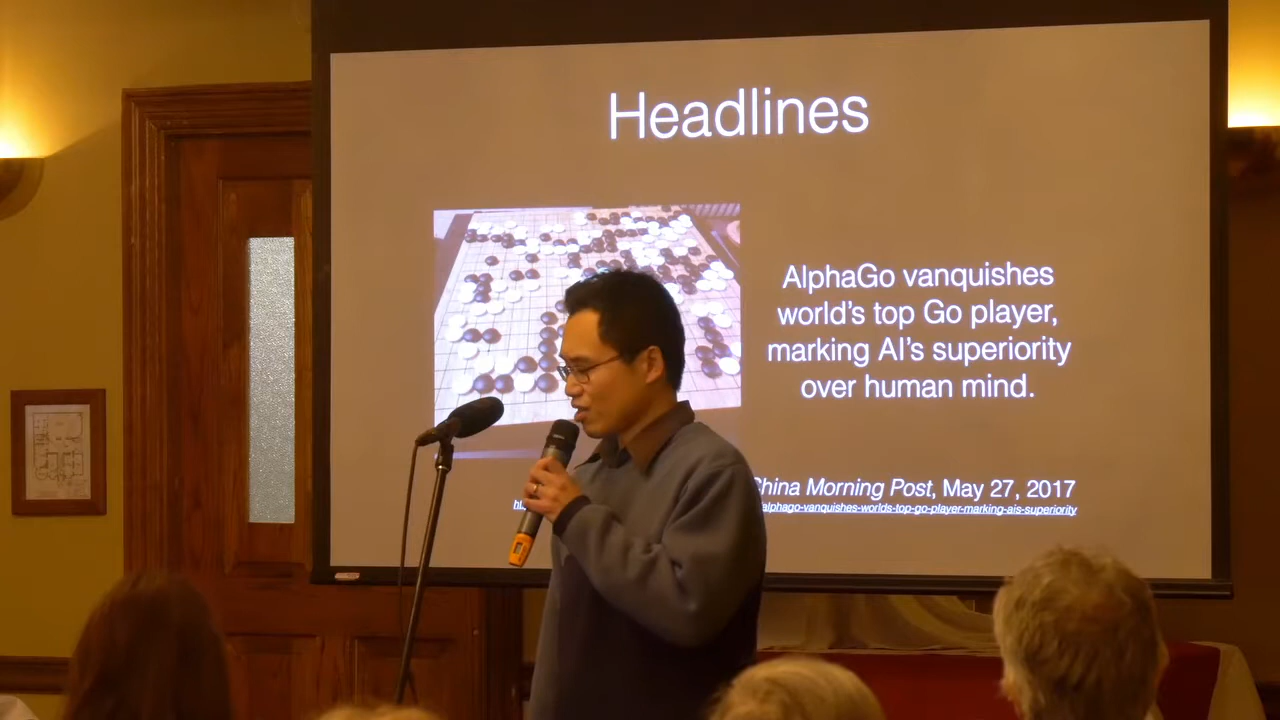 Headlines
AlphaGo vanquishes
world's top Go player,
marking AI's superiority
over human mind.
China Morning Post, May 27, 2017
alphago-vanquishes-worlds-top-go-player-marking-ais-superiority